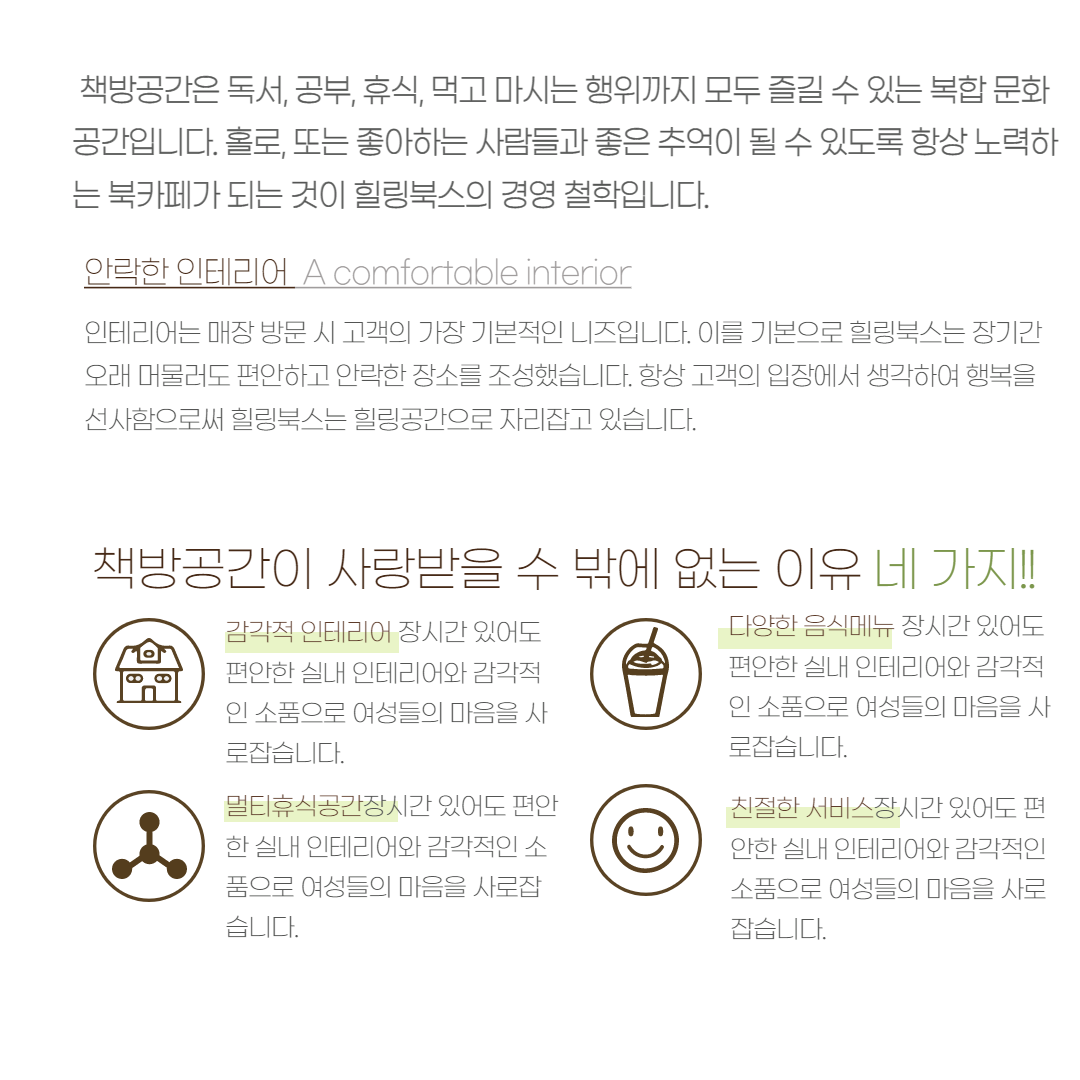 책방공간은 독서, 공부, 휴식, 먹고 마시는 행위까지 모두 즐길 수 있는 복합 문화
공간입니다. 홀로, 또는 좋아하는 사람들과 좋은 추억이 될 수 있도록 항상 노력하
는 북카페가 되는 것이 힐링북스의 경영 철학입니다.
안락한 인테리어 A comfortable interior
인테리어는 매장 방문 시 고객의 가장 기본적인 니즈입니다. 이를 기본으로 힐링북스는 장기간
오래 머물러도 편안하고 안락한 장소를 조성했습니다. 항상 고객의 입장에서 생각하여 행복을
선사함으로써 힐링북스는 힐링공간으로 자리잡고 있습니다.
책방공간이 사랑받을 수 밖에 없는 이유 네 가지!!
감각적 인테리어 장시간 있어도
편안한 실내 인테리어와 감각적
인 소품으로 여성들의 마음을 사
로잡습니다.
다양한 음식메뉴 장시간 있어도
편안한 실내 인테리어와 감각적
인 소품으로 여성들의 마음을 사
로잡습니다.
멀티휴식공간장시간 있어도 편안
한 실내 인테리어와 감각적인 소
품으로 여성들의 마음을 사로잡
습니다.
친절한 서비스장시간 있어도 편
안한 실내 인테리어와 감각적인
소품으로 여성들의 마음을 사로
잡습니다.